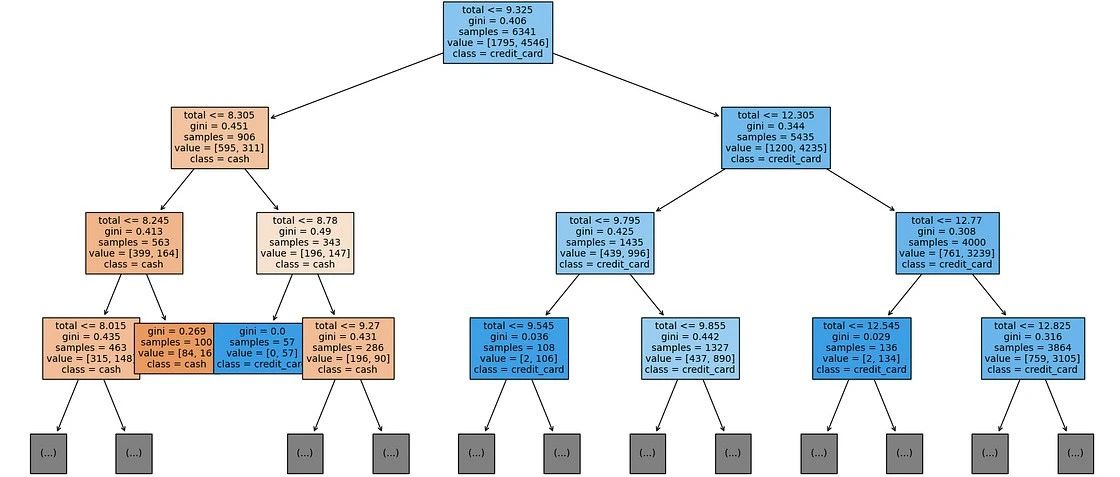 total <= 9.325
gini = 0.406
samples = 6341
value = [1795, 4546]
class = credit_card
total <= 8.305
gini = 0.451
samples = 906
value = [595, 311]
class = cash
total <= 12.305
gini = 0.344
samples = 5435
value = [1200, 4235]
class = credit_card
total <= 8.245
gini = 0.413
samples = 563
value = [399, 164]
class = cash
total <= 8.78
gini = 0.49
samples = 343
value = [196, 147]
class = cash
total <= 9.795
gini = 0.425
samples = 1435
value = [439, 996]
class = credit_card
total <= 12.77
gini = 0.308
samples = 4000
value = [761, 3239]
class = credit_card
total <= 8.015
gini = 0.435
samples = 463
value = [315, 148
class = cash
gini = 0.269
samples = 100
value = [84, 16
class = cash
gini = 0.0
samples = 57
value = [0, 57]
class = credit_car
total <= 9.27
gini = 0.431
samples = 286
value = [196, 90]
class = cash
total <= 9.545
gini = 0.036
samples = 108
value = [2, 106]
class = credit_card
total <= 9.855
gini = 0.442
samples = 1327
value = [437, 890]
class = credit_card
total <= 12.545
gini = 0.029
samples = 136
value = [2, 134]
class = credit_card
total <= 12.825
gini = 0.316
samples = 3864
value = [759, 3105]
class = credit_card
(...)
(...)
(...)
(...)
(...)
(...)
(...)
(...)
(...)
(...)
(...)
(...)